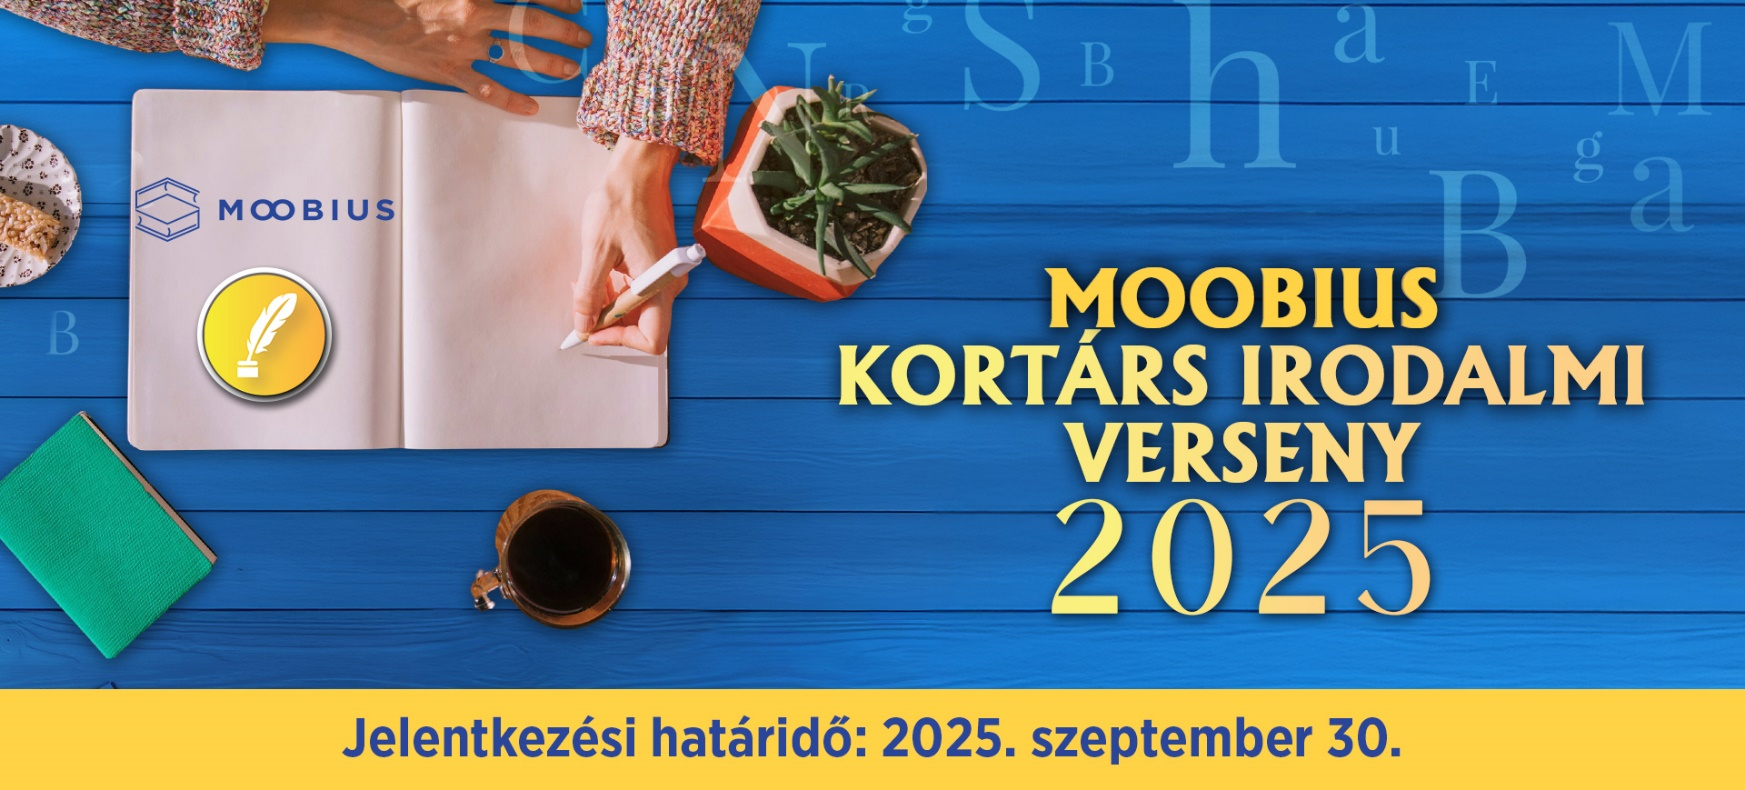 MOOBIUS
MOOBIUS
KORTÁRS IRODALMI
VERSENY
2025
Jelentkezési határidő: 2025. szeptember 30.